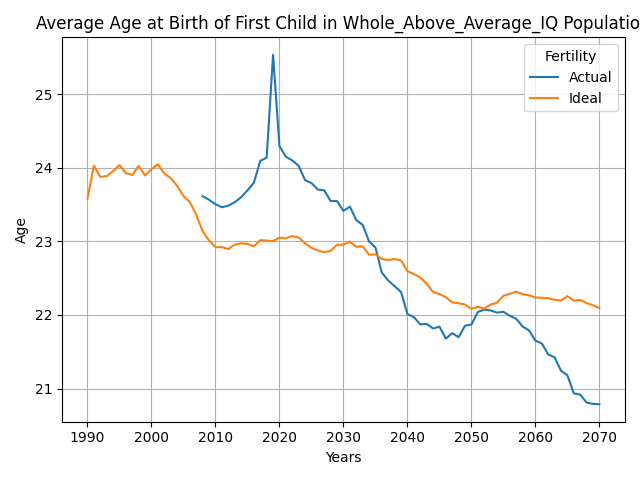 Average Age at Birth of First Child in Whole_Above_Average_IQ Populatio
Fertility
Actual
Ideal
Age
25
24
23
22
21
1990 2000 2010 2020 2030 2040 2050 2060 2070
Years